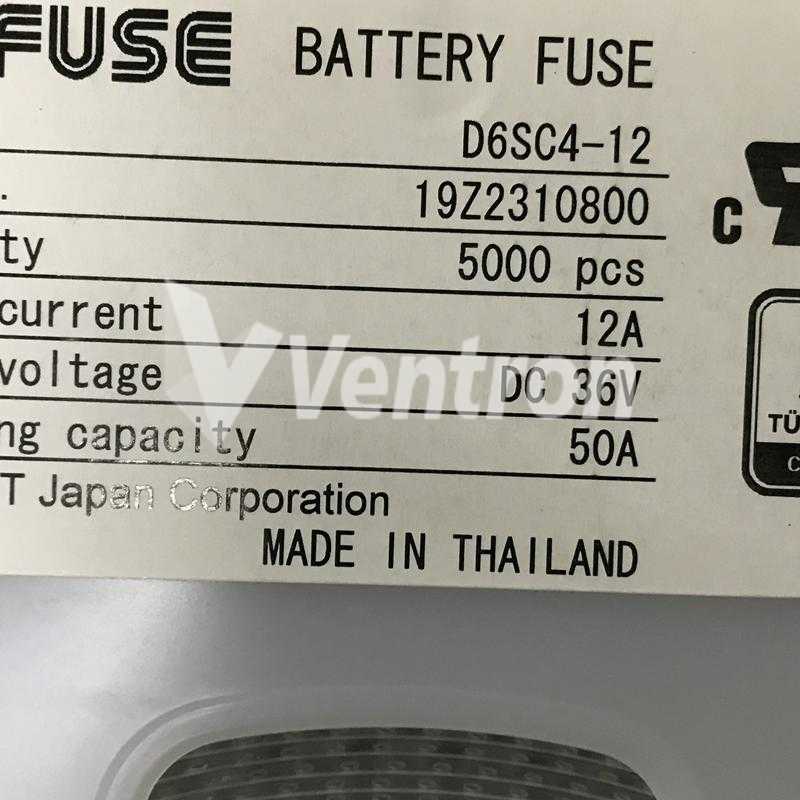 FUSE BATTERY FUSE
D6SC4-12
. 19Z2310800
ty 5000 pcs
current 12A
voltage DC 36V
ng capacity 50A
T Japan Corporation
MADE IN THAILAND
C
TÜ
C
Ventron